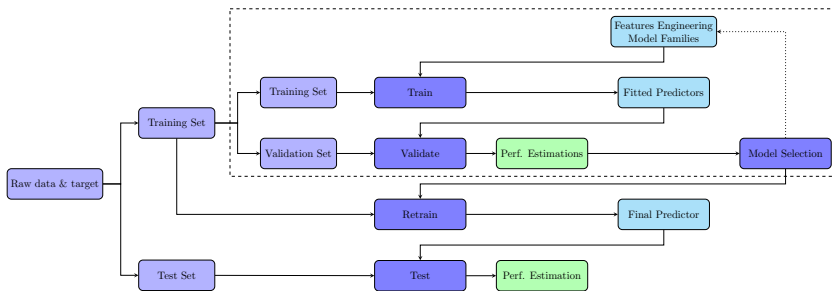 Features Engineering
Model Families
Training Set
Train
Fitted Predictors
Training Set
Validation Set
Validate
Perf. Estimations
Model Selection
Raw data & target
Retrain
Final Predictor
Test Set
Test
Perf. Estimation